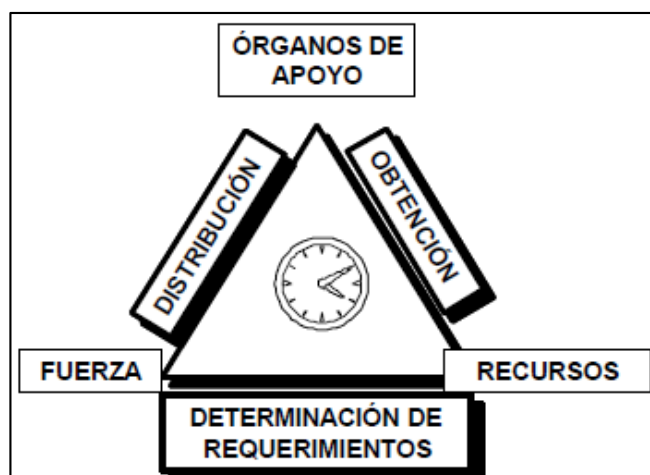 ÓRGANOS DE
APOYO
DISTRIBUCIÓN
OBTENCIÓN
FUERZA
RECURSOS
DETERMINACIÓN DE
REQUERIMIENTOS